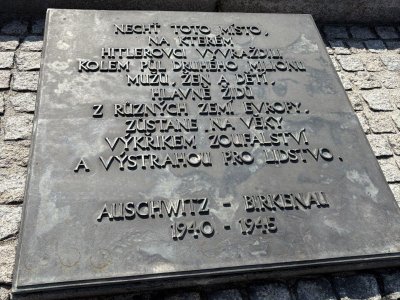 NECHŤ TOTO MÍSTO,
NA KTERÉM
HITLEROVCI VYVRAŽDILI
KOLEM PŮL DRUHÉHO MILIÓNU
MUŽŮ, ŽEN A DĚTÍ,
HLAVNĚ ŽIDŮ
Z RŮZNÝCH ZEMÍ EVROPY,
ZŮSTANE NA VĚKY
VÝKŘIKEM ZOUFALSTVÍ
A VÝSTRAHOU PRO LIDSTVO.
AUSCHWITZ - BIRKENAU
1940 - 1945